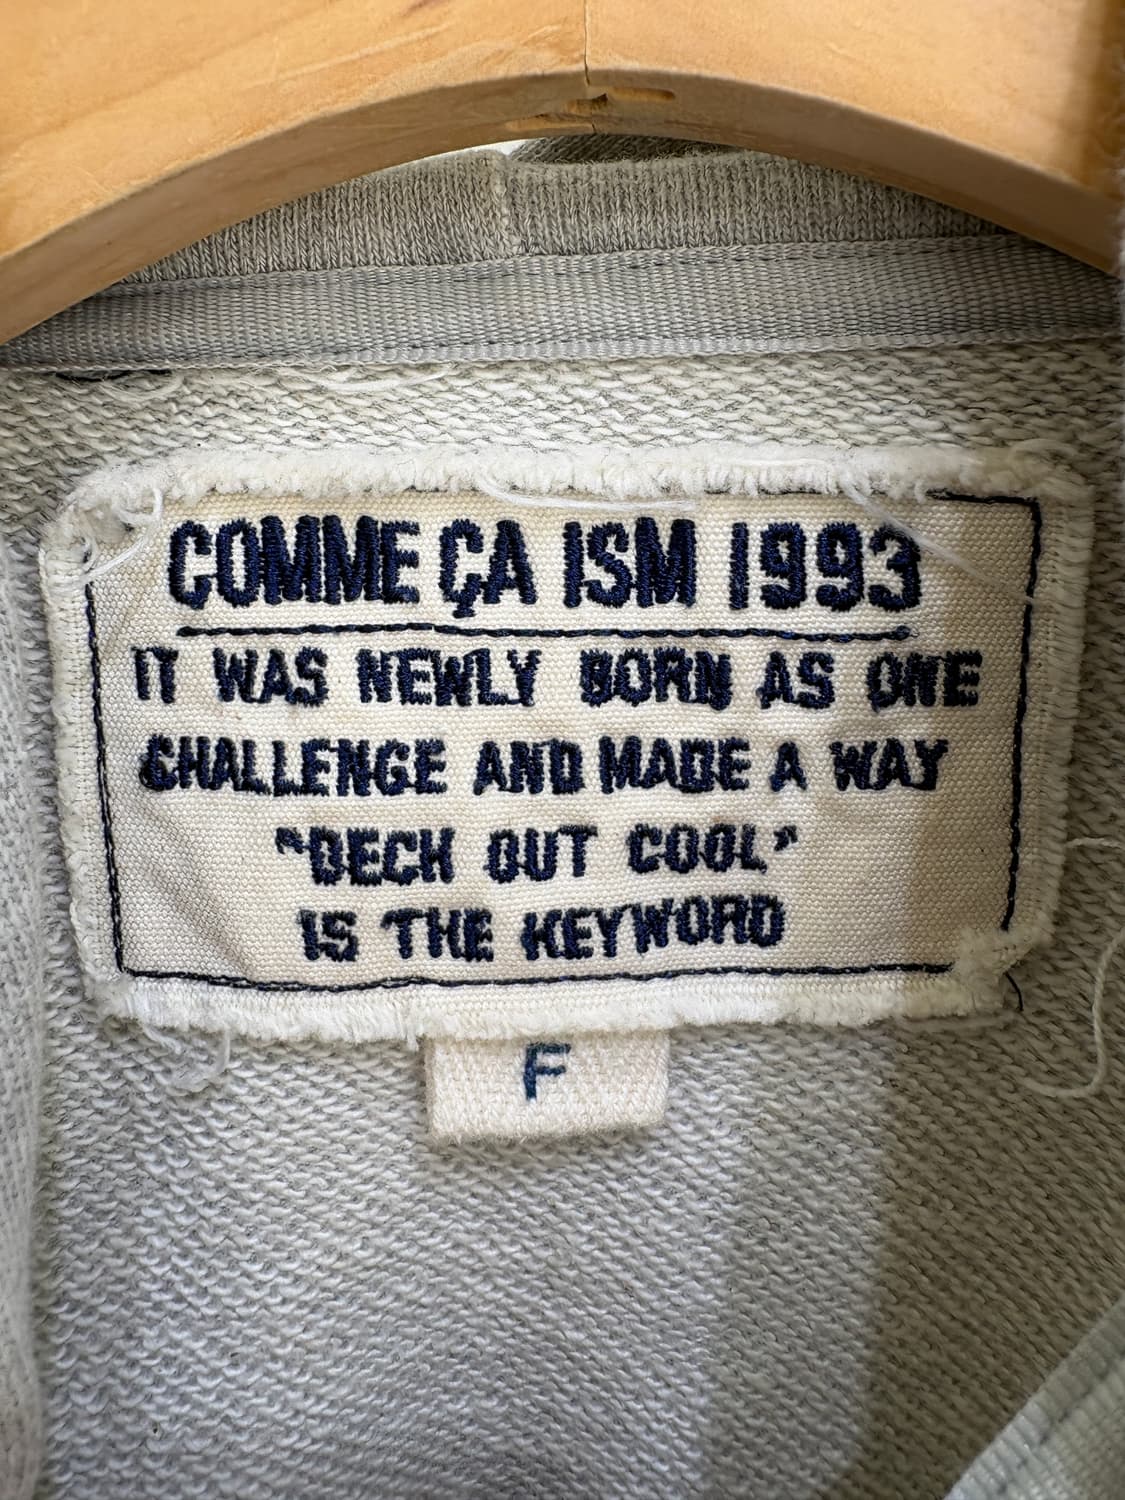 COMME ÇA ISM 1993
IT WAS NEWLY BORN AS ONE
CHALLENGE AND MADE A WAY
"DECK OUT COOL"
IS THE KEYWORD
F